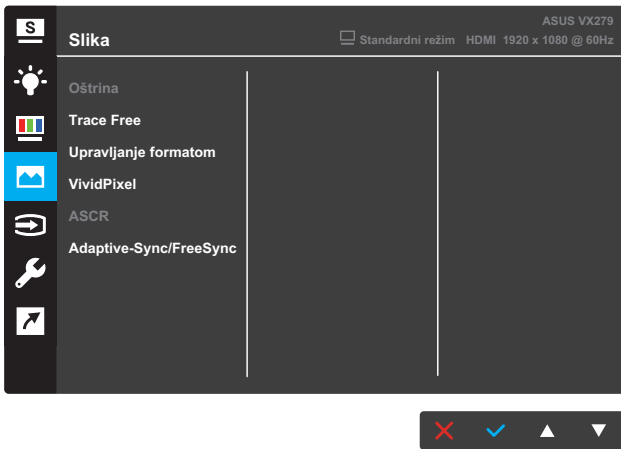 S
ASUS VX279
Slika
Standardni režim HDMI 1920 x 1080 @ 60Hz
Oštrina
Trace Free
Upravljanje formatom
VividPixel
ASCR
Adaptive-Sync/FreeSync